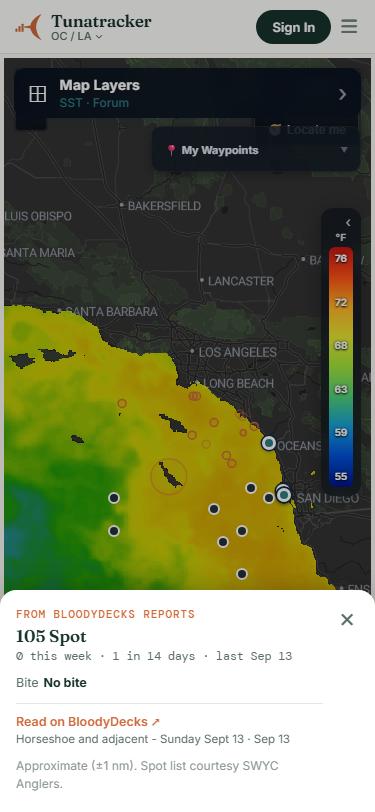 Tunatracker
OC / LA
Sign In
Map Layers
SST · Forum
Locate me
My Waypoints
LUIS OBISPO
BAKERSFIELD
SANTA MARIA
°F
76
LANCASTER
72
SANTA BARBARA
68
LOS ANGELES
LONG BEACH
63
59
OCEANS
55
SAN DIEGO
ENS
FROM BLOODYDECKS REPORTS
105 Spot
0 this week · 1 in 14 days · last Sep 13
Bite No bite
Read on BloodyDecks ↗
Horseshoe and adjacent - Sunday Sept 13 · Sep 13
Approximate (±1 nm). Spot list courtesy SWYC
Anglers.